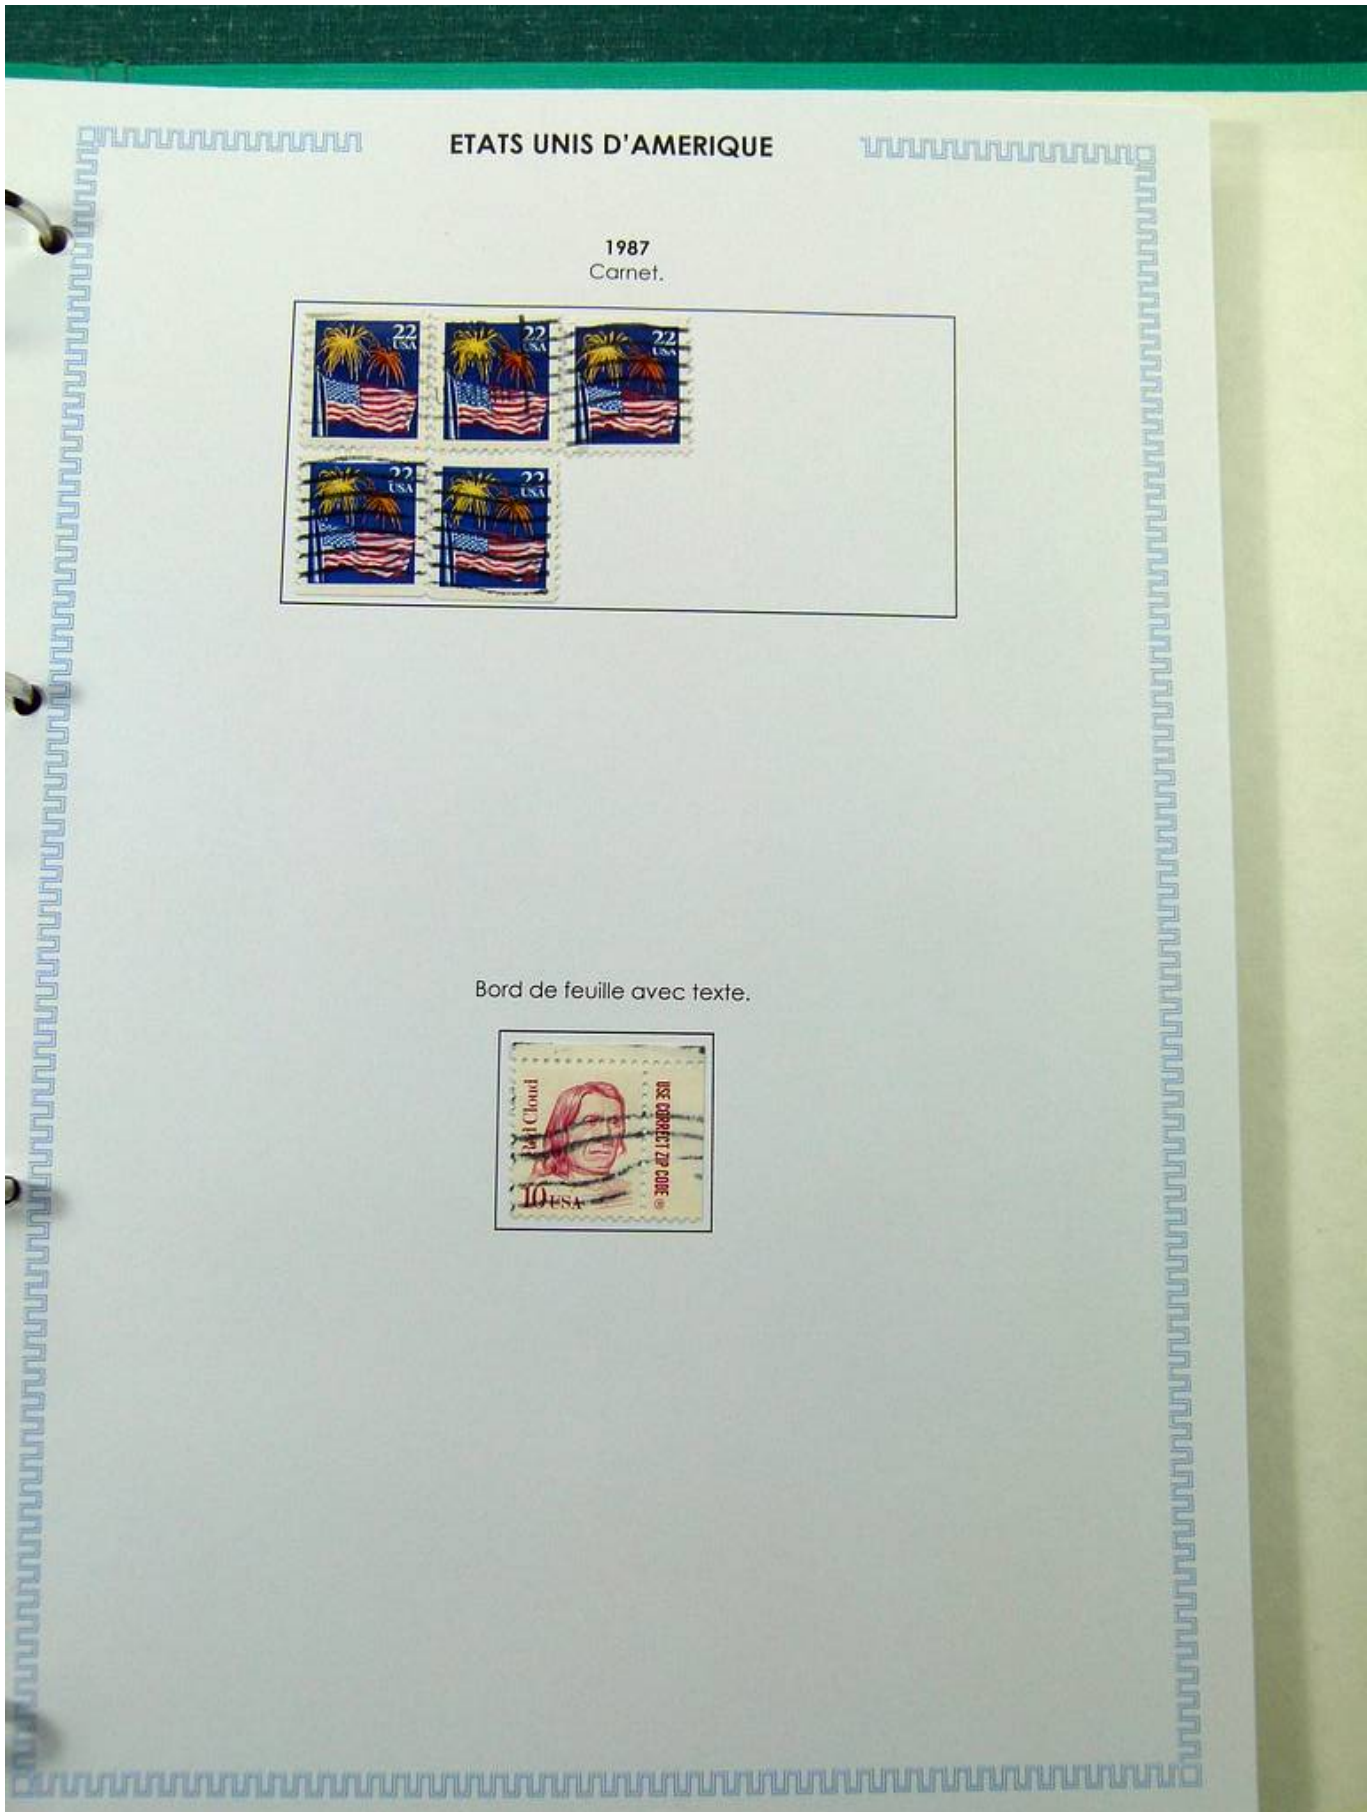 ETATS UNIS D'AMERIQUE
1987
Carnet.
22
USA
22
USA
22
USA
22
USA
22
USA
Bord de feuille avec texte.
Red Cloud
USE CORRECT ZIP CODE ®
10 USA